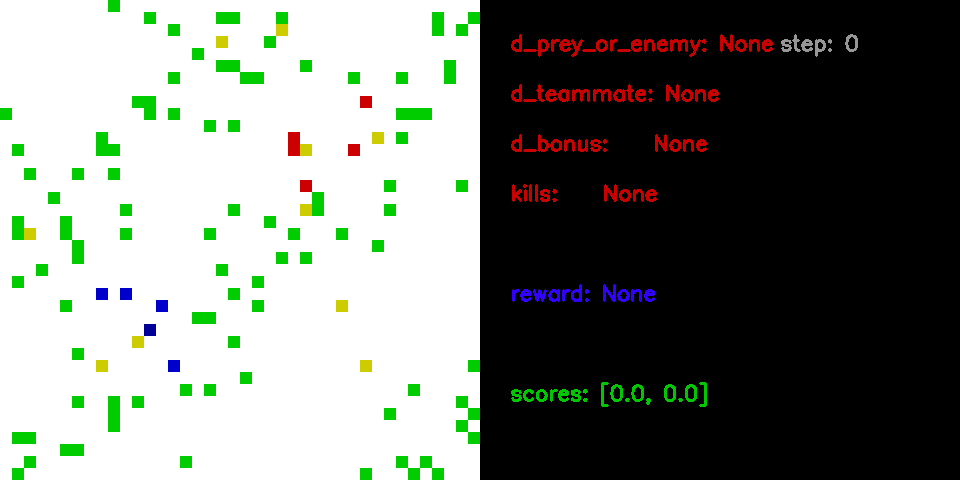 d_prey_or_enemy: None step: 0
d_teammate: None
d_bonus: None
kills: None
reward: None
scores: [0.0, 0.0]